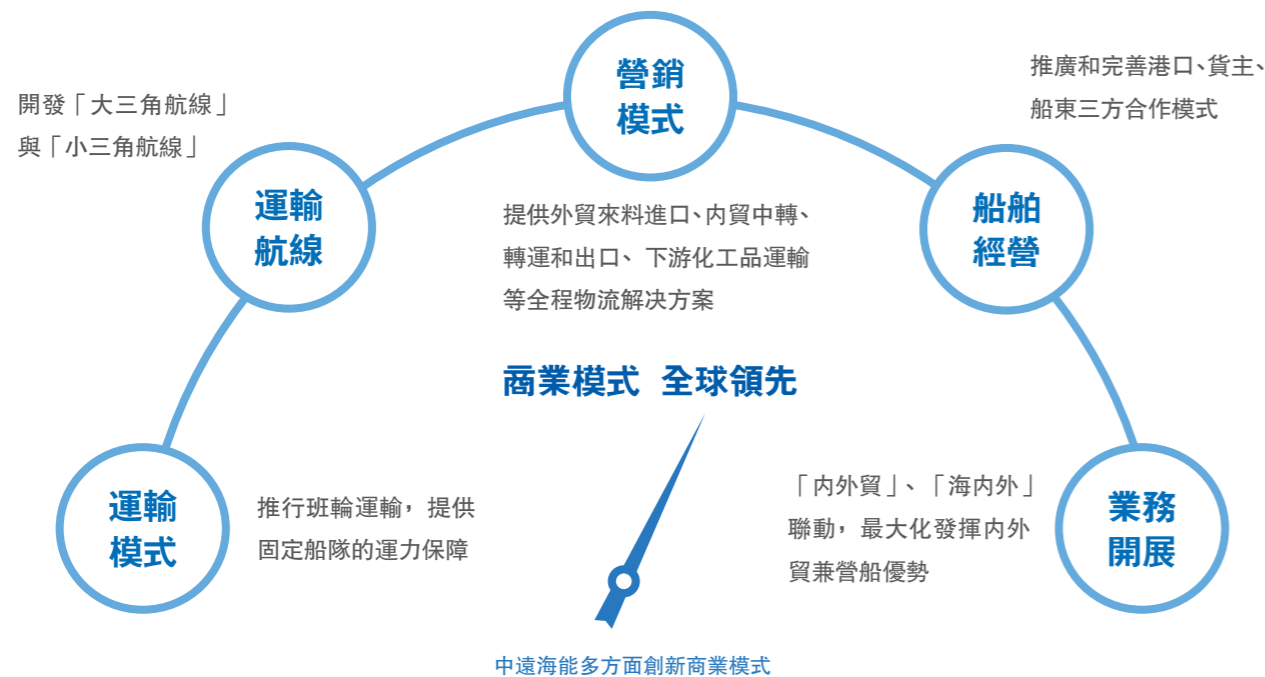 營銷
模式
提供外貿來料進口、内貿中轉、
轉運和出口、下游化工品運輸
等全程物流解决方案
開發「大三角航線」
與「小三角航線」
運輸
航線
推廣和完善港口、貨主、
船東三方合作模式
船舶
經營
商業模式 全球領先
運輸
模式
推行班輪運輸，提供
固定船隊的運力保障
「内外貿」、「海内外」
聯動，最大化發揮内外
貿兼營船優勢
業務
開展
中遠海能多方面創新商業模式